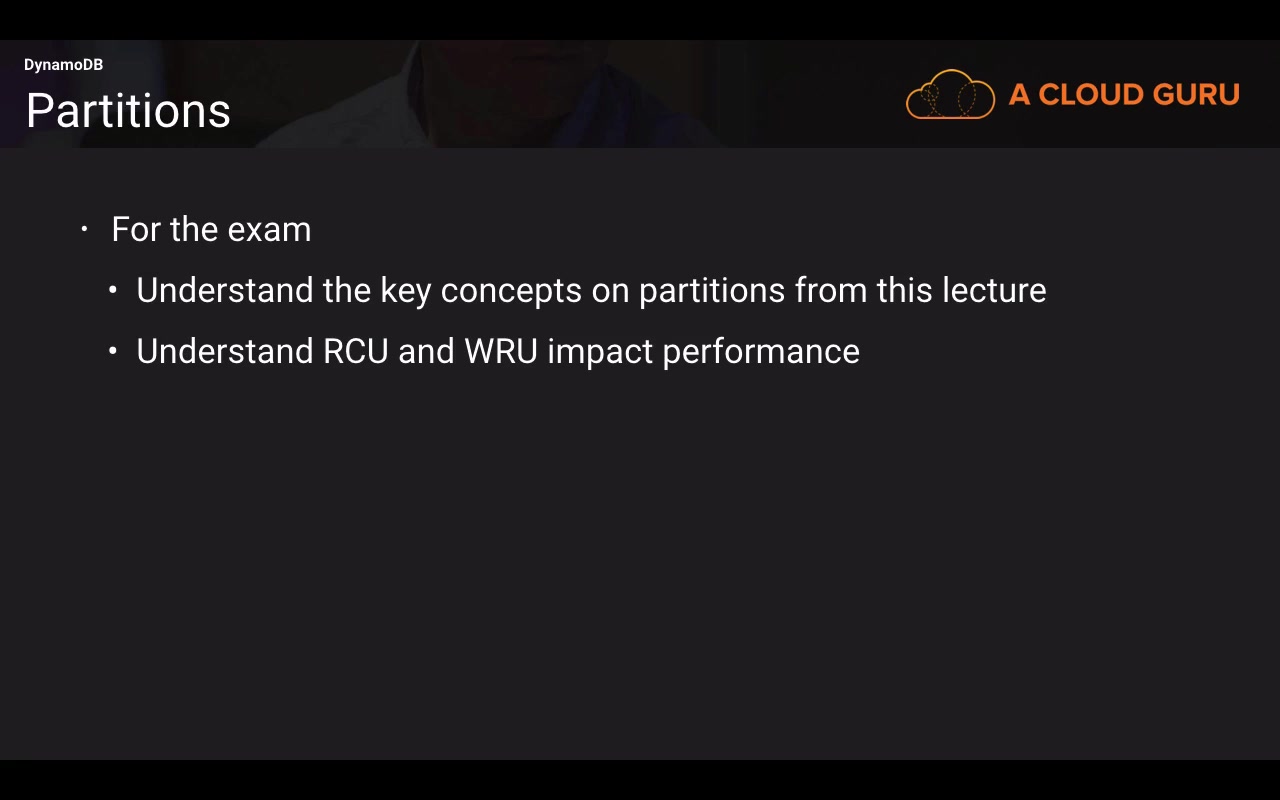 DynamoDB
Partitions
A CLOUD GURU
• For the exam
• Understand the key concepts on partitions from this lecture
• Understand RCU and WRU impact performance